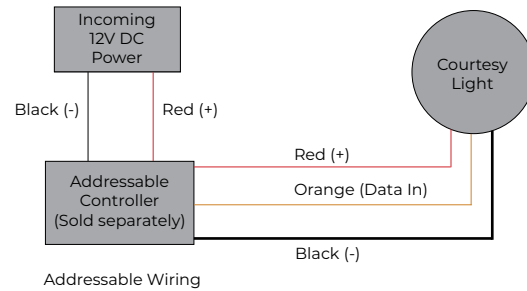 Incoming
12V DC
Power
Courtesy
Light
Black (-)
Red (+)
Red (+)
Addressable
Controller
(Sold separately)
Orange (Data In)
Black (-)
Addressable Wiring